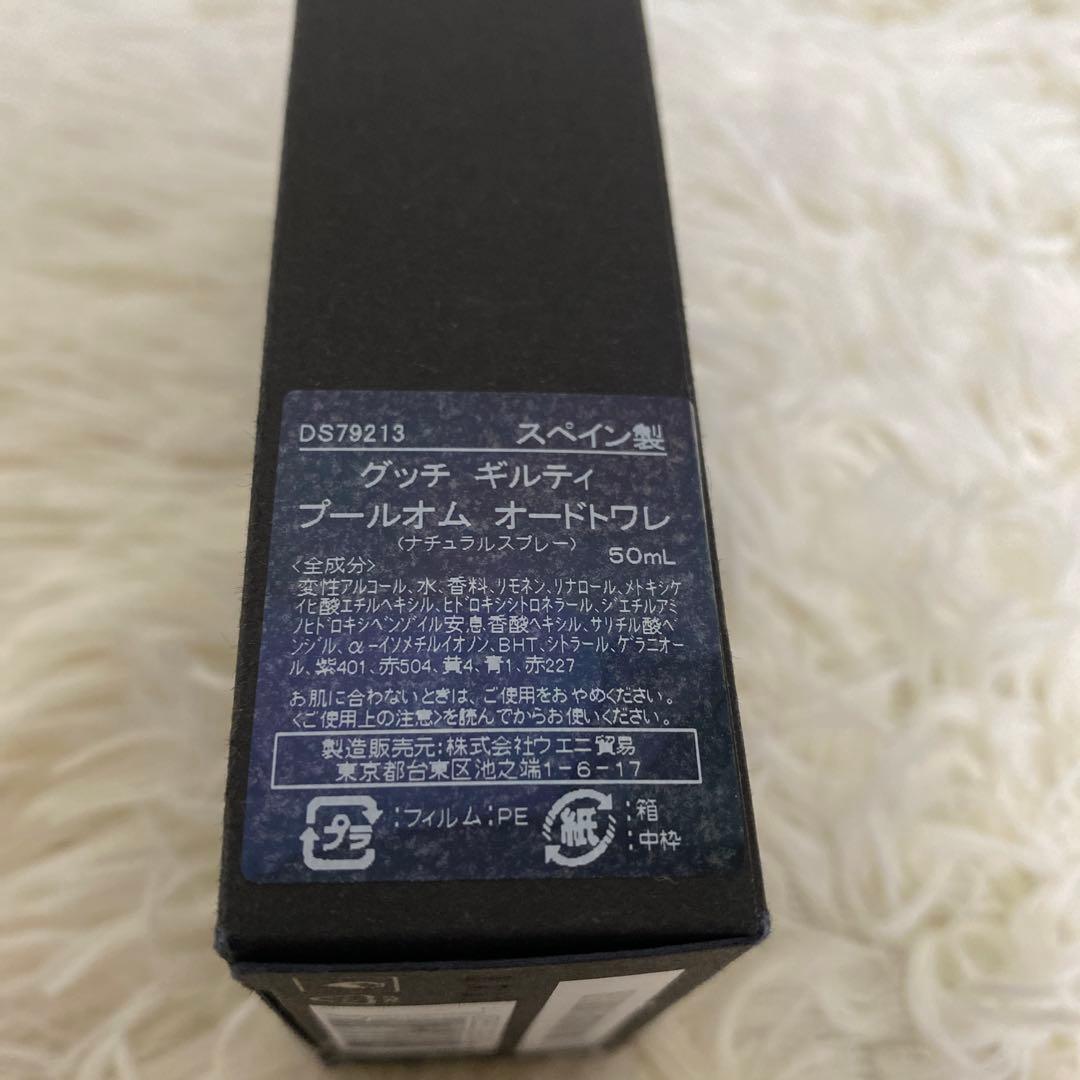 DS79213 スペイン製
グッチ ギルティ
プールオム オードトワレ
(ナチュラルスプレー) 50mL
<全成分>
変性アルコール、水、香料、リモネン、リナロール、メトキシケ
イヒ酸エチルヘキシル、ヒドロキシシトロネラール、ジエチルアミ
ノヒドロキシベンゾイル安息香酸ヘキシル、サリチル酸ベ
ンジル、α-イソメチルイオノン、BHT、シトラール、ゲラニオー
ル、紫401、赤504、黄4、青1、赤227
お肌に合わないときは、ご使用をおやめください。
<ご使用上の注意>を読んでからお使いください。
製造販売元:株式会社ウエニ貿易
東京都台東区池之端1-6-17
プラ :フィルム:PE 紙 :箱
:中枠